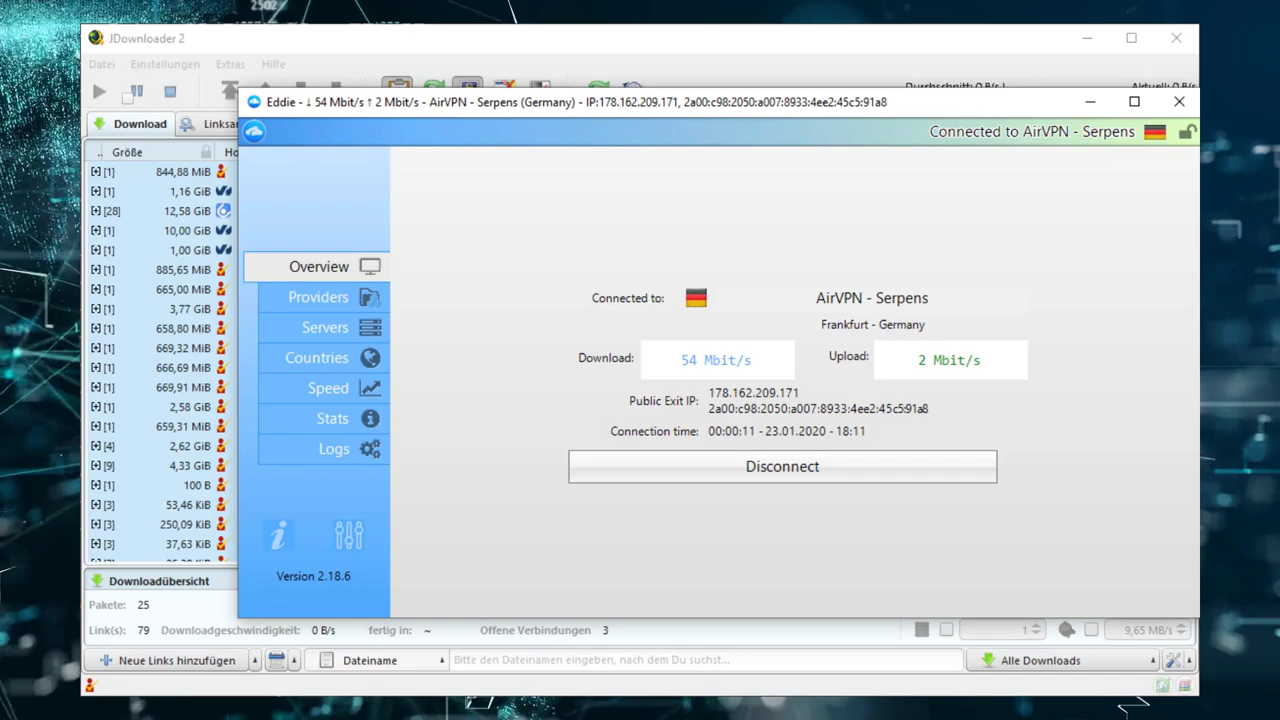 2502
JDownloader 2
Datei Einstellungen Extras Hilfe
Eddie - ↓ 54 Mbit/s ↑ 2 Mbit/s - AirVPN - Serpens (Germany) - IP:178.162.209.171, 2a00:c98:2050:a007:8933:4ee2:45c5:91a8
Download
Connected to AirVPN - Serpens
.. Größe
[1] 844,88 MiB
[1] 1,16 GiB
[28] 12,58 GiB
[1] 10,00 GiB
[1] 1,00 GiB
[1] 885,65 MiB
[1] 665,00 MiB
[1] 3,77 GiB
[1] 658,80 MiB
[1] 669,32 MiB
[1] 666,69 MiB
[1] 669,91 MiB
[1] 2,58 GiB
[1] 659,31 MiB
[4] 2,62 GiB
[9] 4,33 GiB
[1] 100 B
[3] 53,46 KiB
[3] 250,09 KiB
[3] 37,63 KiB
Overview
Providers
Servers
Countries
Speed
Stats
Logs
Version 2.18.6
Connected to: AirVPN - Serpens
Frankfurt - Germany
Download: 54 Mbit/s Upload: 2 Mbit/s
Public Exit IP: 178.162.209.171
2a00:c98:2050:a007:8933:4ee2:45c5:91a8
Connection time: 00:00:11 - 23.01.2020 - 18:11
Disconnect
Downloadübersicht
Pakete: 25
Link(s): 79 Downloadgeschwindigkeit: 0 B/s fertig in: ~ Offene Verbindungen 3 1 9,65 MB/s
Neue Links hinzufügen Dateiname Bitte den Dateinamen eingeben, nach dem Du suchst... Alle Downloads